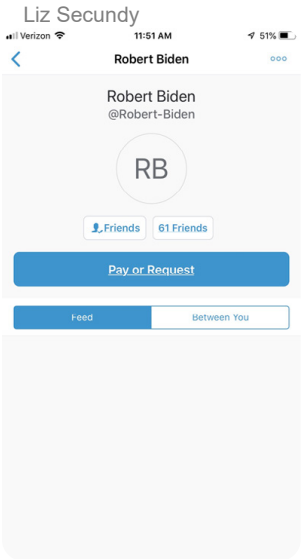 Liz Secundy
Verizon 11:51 AM 51%
Robert Biden
Robert Biden
@Robert-Biden
RB
Friends 61 Friends
Pay or Request
Feed Between You